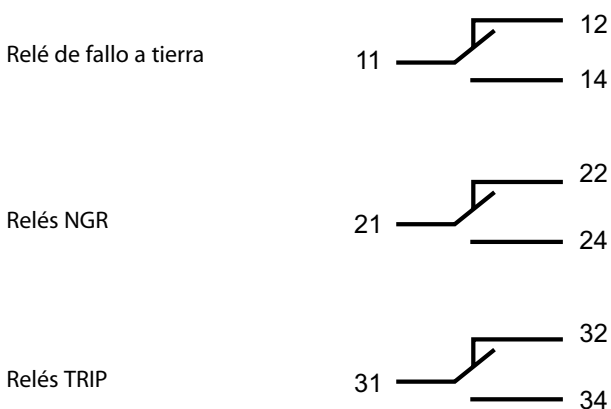 12
Relé de fallo a tierra 11
14
22
Relés NGR 21
24
32
Relés TRIP 31
34